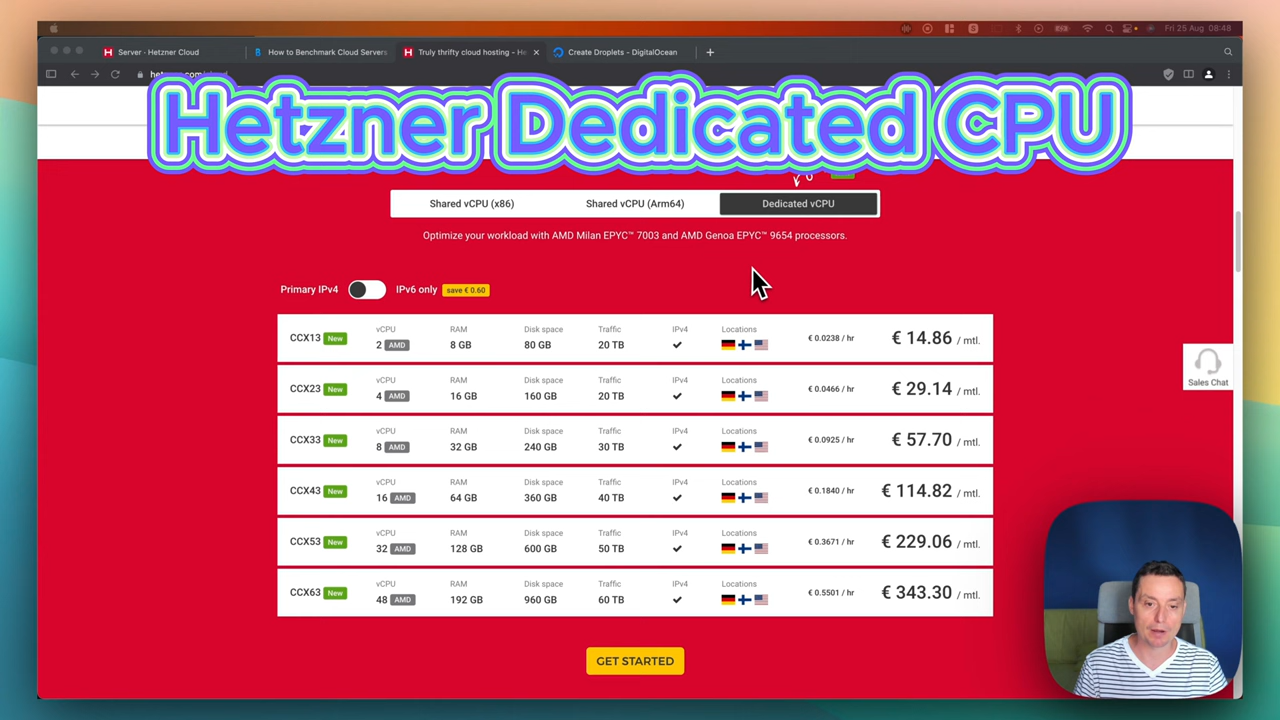 Fri 25 Aug 08:48
Server - Hetzner Cloud
How to Benchmark Cloud Servers
Truly thrifty cloud hosting - He
Create Droplets - DigitalOcean
Hetzner Dedicated CPU
Shared vCPU (x86)
Shared vCPU (Arm64)
Dedicated vCPU
Optimize your workload with AMD Milan EPYC™ 7003 and AMD Genoa EPYC™ 9654 processors.
Primary IPv4
IPv6 only
save € 0.60
CCX13 New vCPU 2 AMD RAM 8 GB Disk space 80 GB Traffic 20 TB IPv4 Locations € 0.0238 / hr € 14.86 / mtl.
CCX23 New vCPU 4 AMD RAM 16 GB Disk space 160 GB Traffic 20 TB IPv4 Locations € 0.0466 / hr € 29.14 / mtl.
CCX33 New vCPU 8 AMD RAM 32 GB Disk space 240 GB Traffic 30 TB IPv4 Locations € 0.0925 / hr € 57.70 / mtl.
CCX43 New vCPU 16 AMD RAM 64 GB Disk space 360 GB Traffic 40 TB IPv4 Locations € 0.1840 / hr € 114.82 / mtl.
CCX53 New vCPU 32 AMD RAM 128 GB Disk space 600 GB Traffic 50 TB IPv4 Locations € 0.3671 / hr € 229.06 / mtl.
CCX63 New vCPU 48 AMD RAM 192 GB Disk space 960 GB Traffic 60 TB IPv4 Locations € 0.5501 / hr € 343.30 / mtl.
Sales Chat
GET STARTED